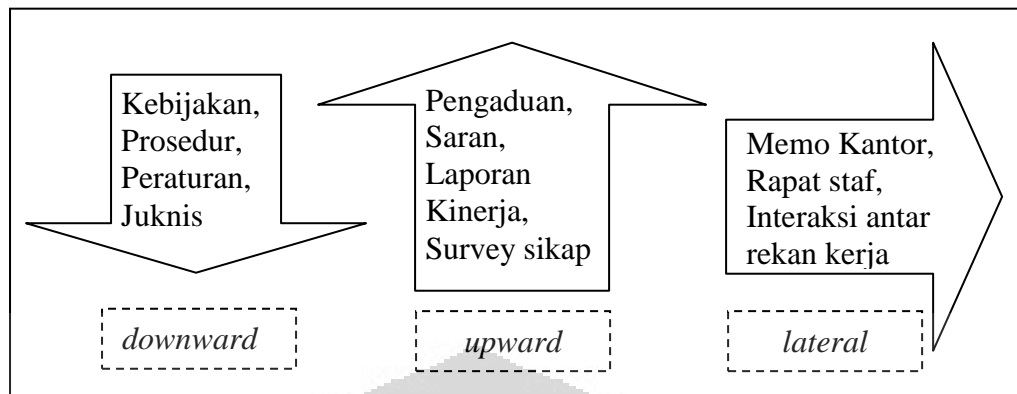 Kebijakan,
Prosedur,
Peraturan,
Juknis
downward
Pengaduan,
Saran,
Laporan
Kinerja,
Survey sikap
upward
Memo Kantor,
Rapat staf,
Interaksi antar
rekan kerja
lateral